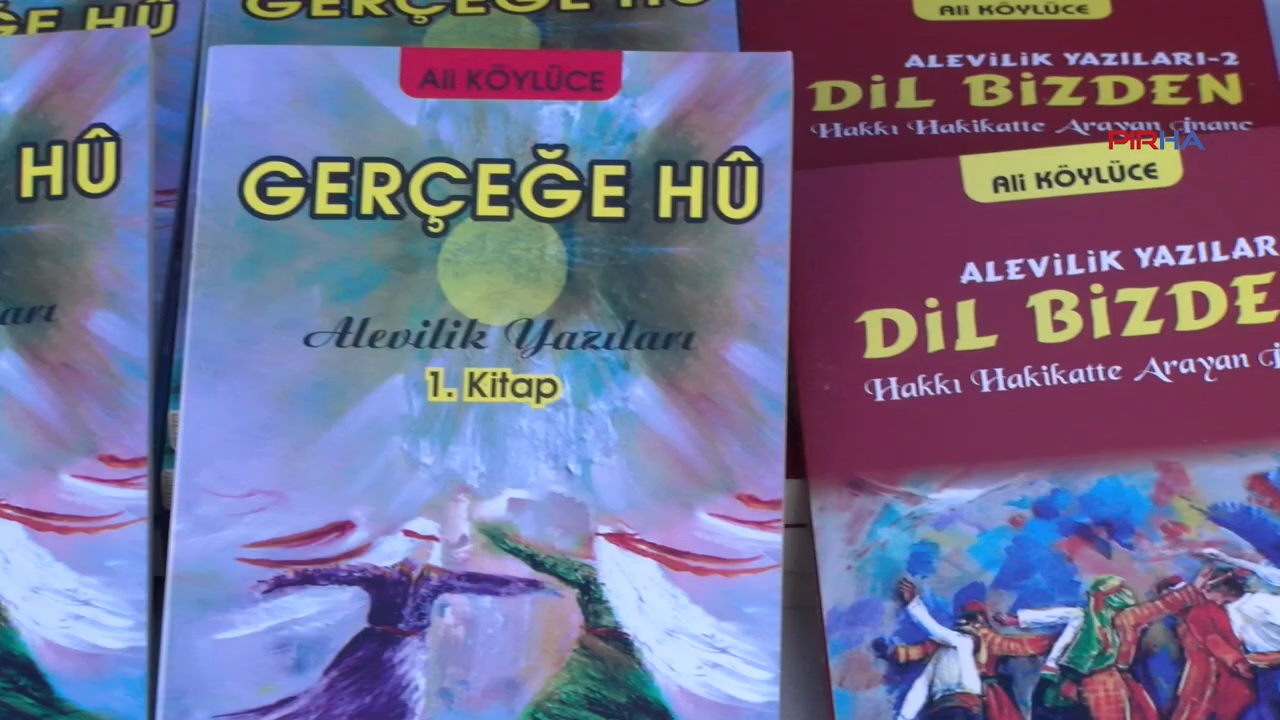 GERÇEĞE HÛ
Ali KÖYLÜCE
ALEVİLİK YAZILARI-2
DİL BİZDEN
Hakkı Hakikatte Arayan İnanc
PIRHA
HÛ
Ali KÖYLÜCE
GERÇEĞE HÛ
Alevilik Yazıları
1. Kitap
Ali KÖYLÜCE
ALEVİLİK YAZILAR
DİL BİZDE
Hakkı Hakikatte Arayan